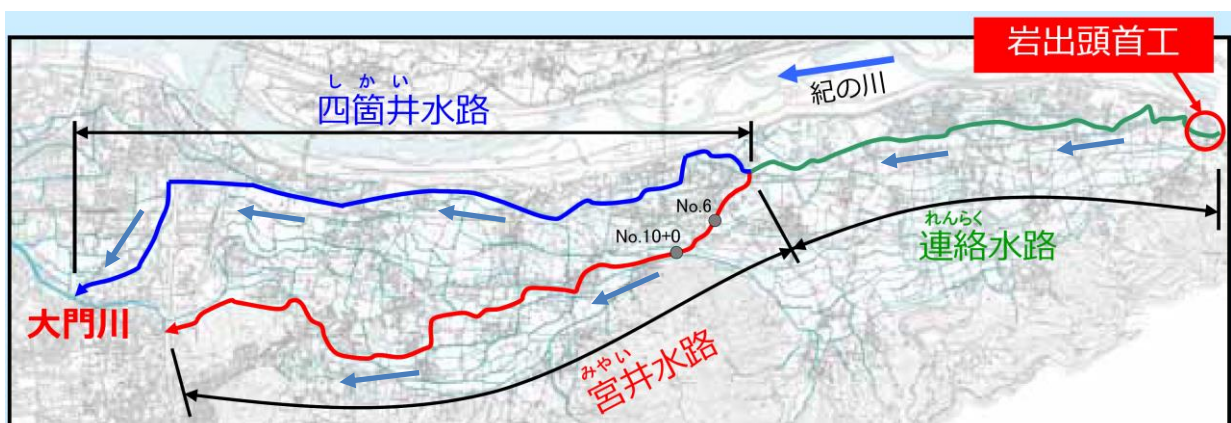 岩出頭首工
紀の川
しかい
四箇井水路
No.6
No.10+0
れんらく
連絡水路
大門川
みやい
宮井水路